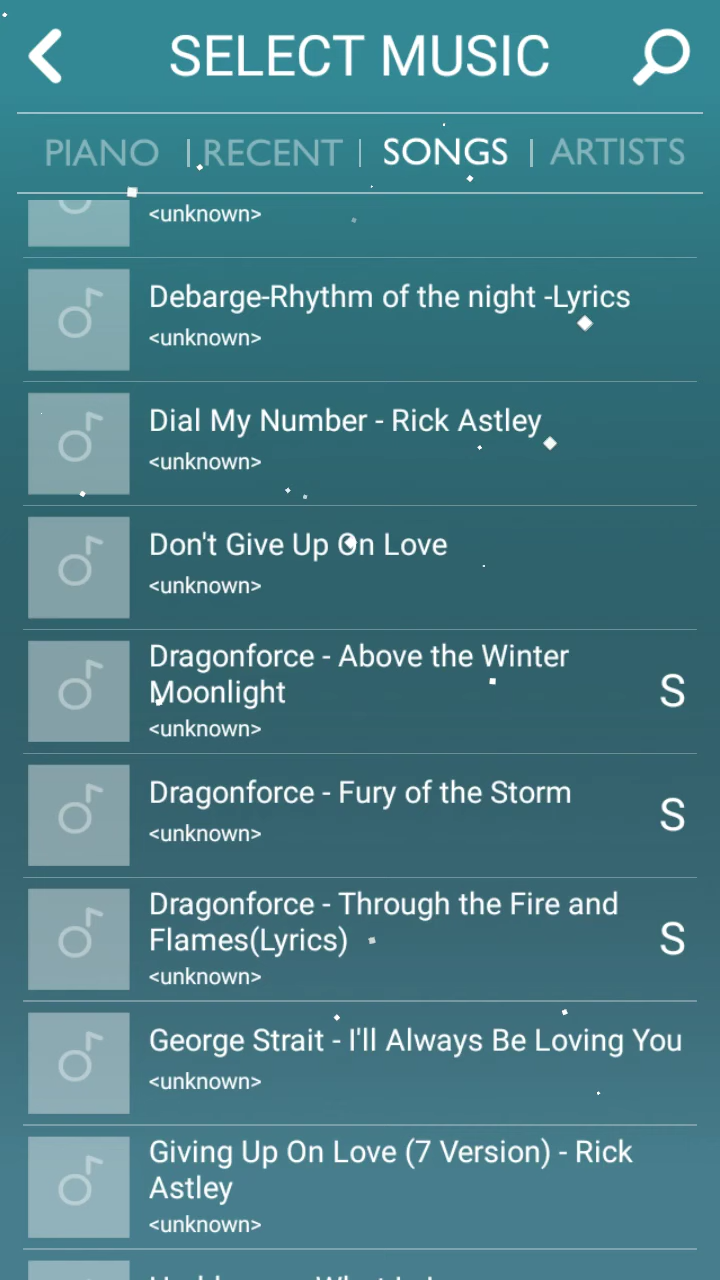 SELECT MUSIC
PIANO | RECENT | SONGS | ARTISTS
<unknown>
Debarge-Rhythm of the night -Lyrics
<unknown>
Dial My Number - Rick Astley
<unknown>
Don't Give Up On Love
<unknown>
Dragonforce - Above the Winter
Moonlight
S
<unknown>
Dragonforce - Fury of the Storm
S
<unknown>
Dragonforce - Through the Fire and
Flames(Lyrics)
S
<unknown>
George Strait - I'll Always Be Loving You
<unknown>
Giving Up On Love (7 Version) - Rick
Astley
<unknown>